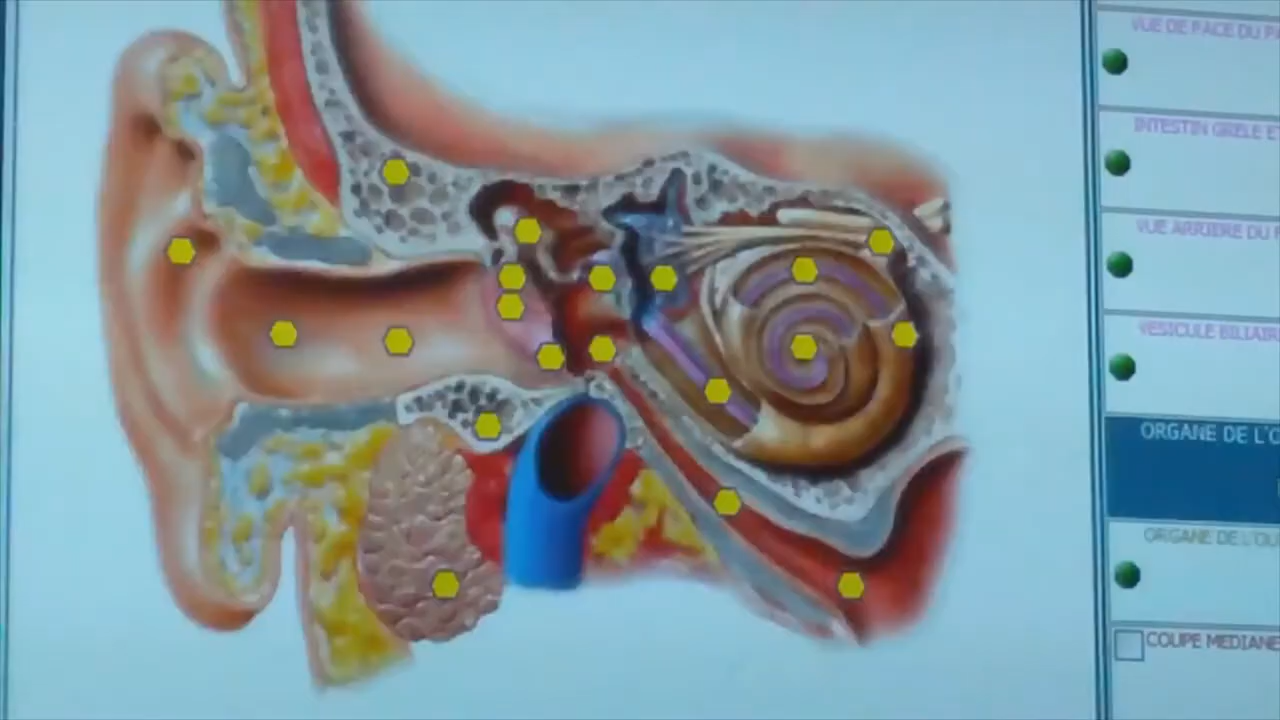 VUE DE FACE DU
INTESTIN GRELE
VUE ARRIERE DU
VESICULE BILIAIR
ORGANE DE L'O
ORGANE DE L'OU
COUPE MEDIANE